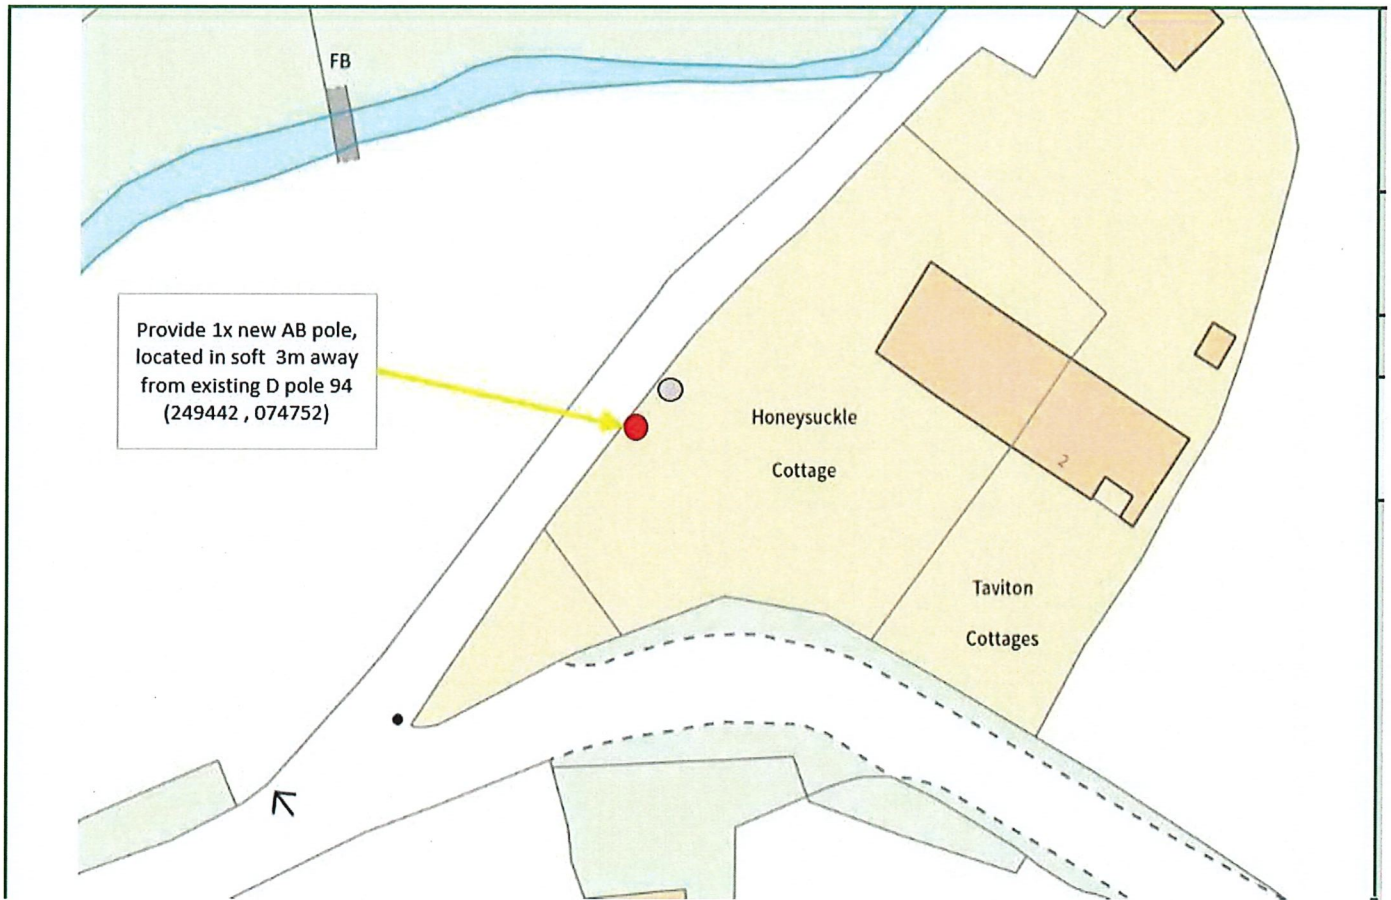 FB
Provide 1x new AB pole,
located in soft 3m away
from existing D pole 94
(249442 , 074752)
Honeysuckle
Cottage
2
Taviton
Cottages